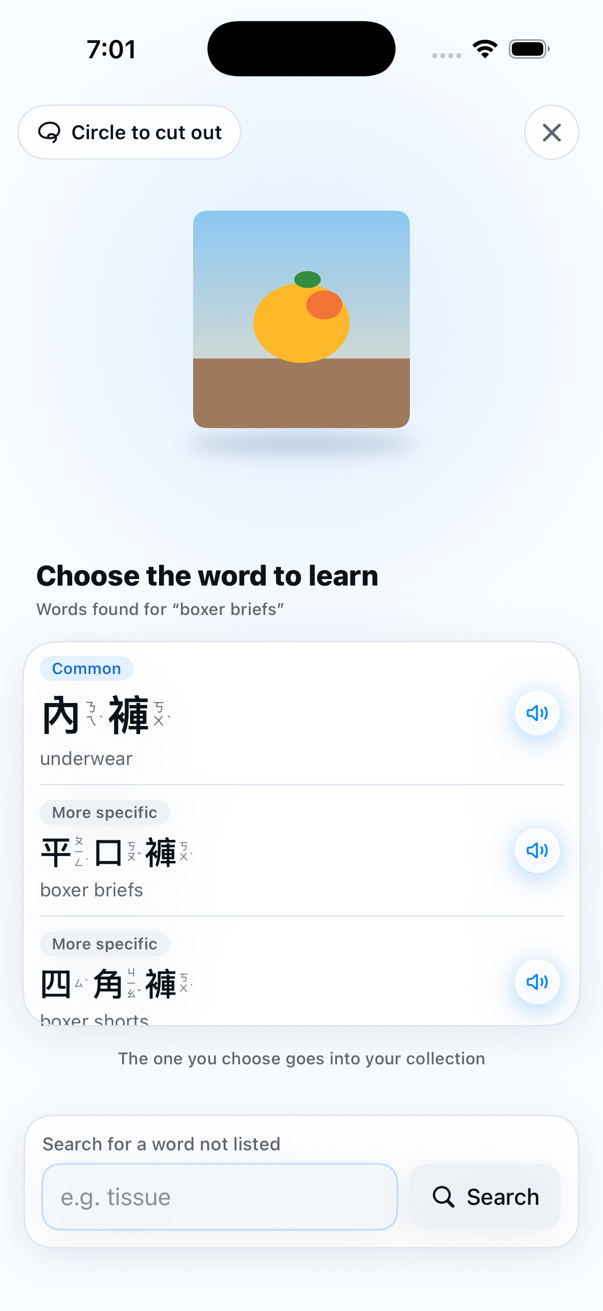 7:01
Circle to cut out
Choose the word to learn
Words found for “boxer briefs”
Common
內ㄋㄟˋ褲ㄎㄨˋ
underwear
More specific
平ㄆㄧㄥˊ口ㄎㄡˇ褲ㄎㄨˋ
boxer briefs
More specific
四ㄙˋ角ㄐㄧㄠˇ褲ㄎㄨˋ
boxer shorts
The one you choose goes into your collection
Search for a word not listed
e.g. tissue
Search